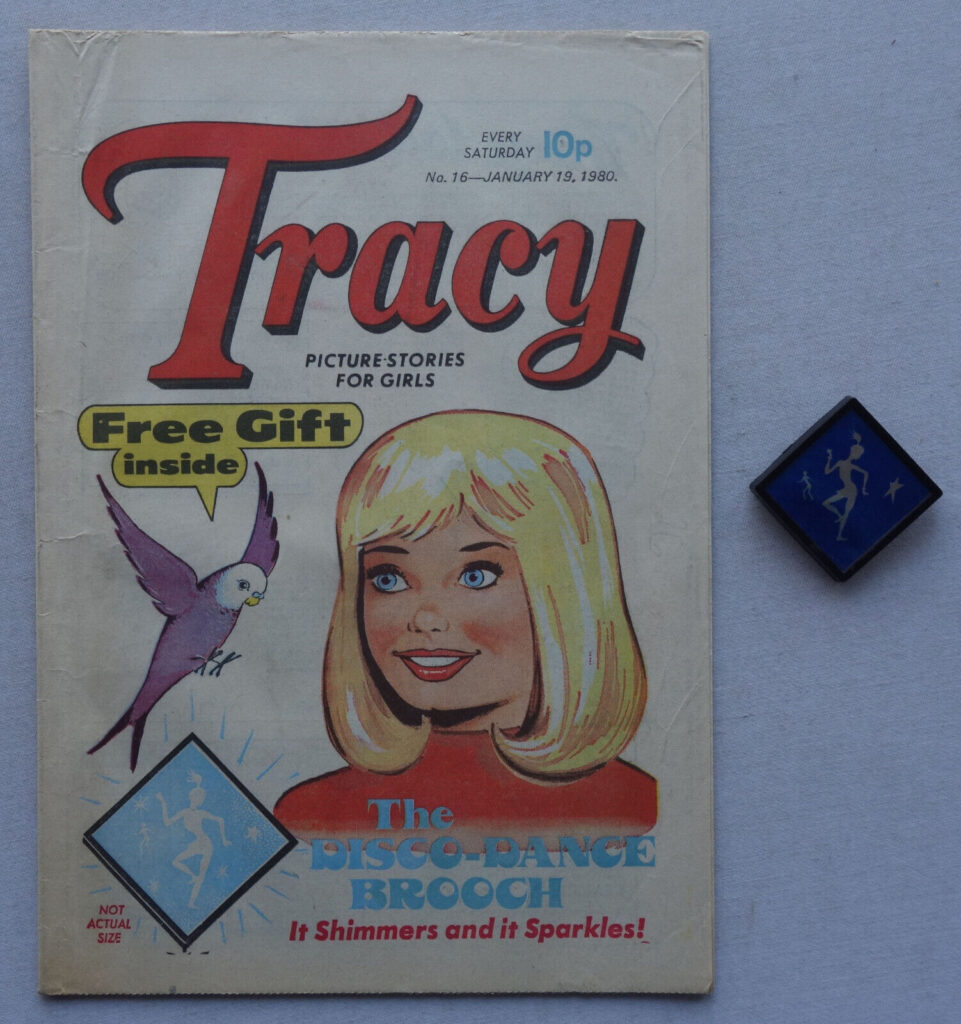 EVERY
SATURDAY 10p
No. 16—JANUARY 19, 1980.
Tracy
PICTURE-STORIES
FOR GIRLS
Free Gift
inside
The
DISCO-DANCE
BROOCH
It Shimmers and it Sparkles!
NOT
ACTUAL
SIZE